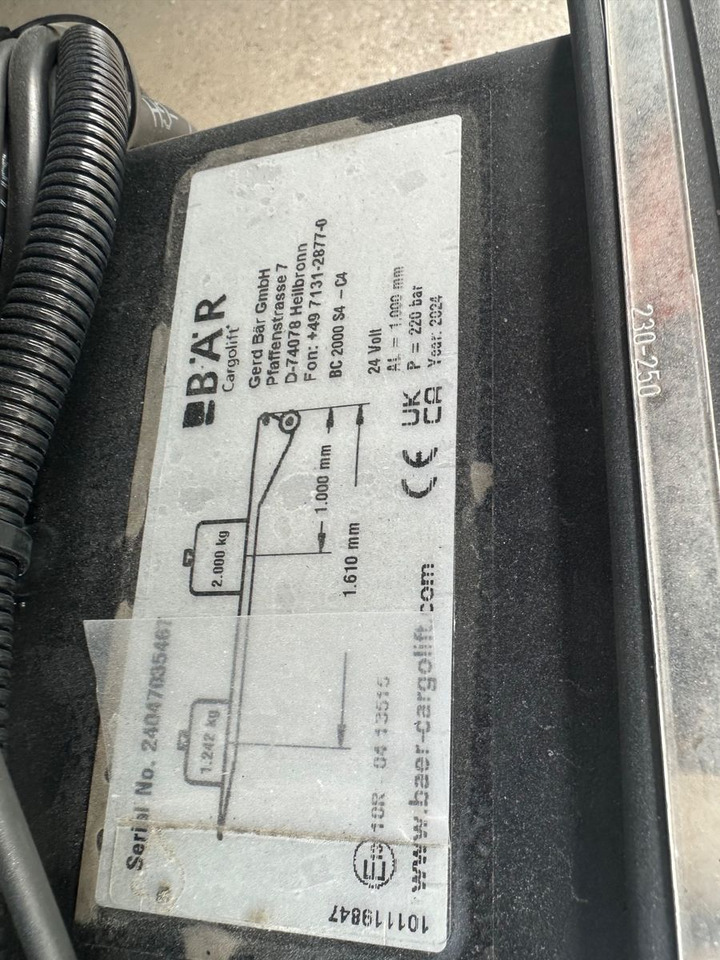 BÄR
Cargolift®
Gerd Bär GmbH
Pfaffenstrasse 7
D-74078 Heilbronn
Fon: +49 7131-2877-0
BC 2000 S4 - C4
24 Volt
AL = 1.000 mm
P = 220 bar
Year: 2024
CE UK CA
2.000 kg
1.000 mm
1.610 mm
1.242 kg
Serial No. 24047035467
E13 10R - 04 13515
www.baer-cargolift.com
101119847
230-250